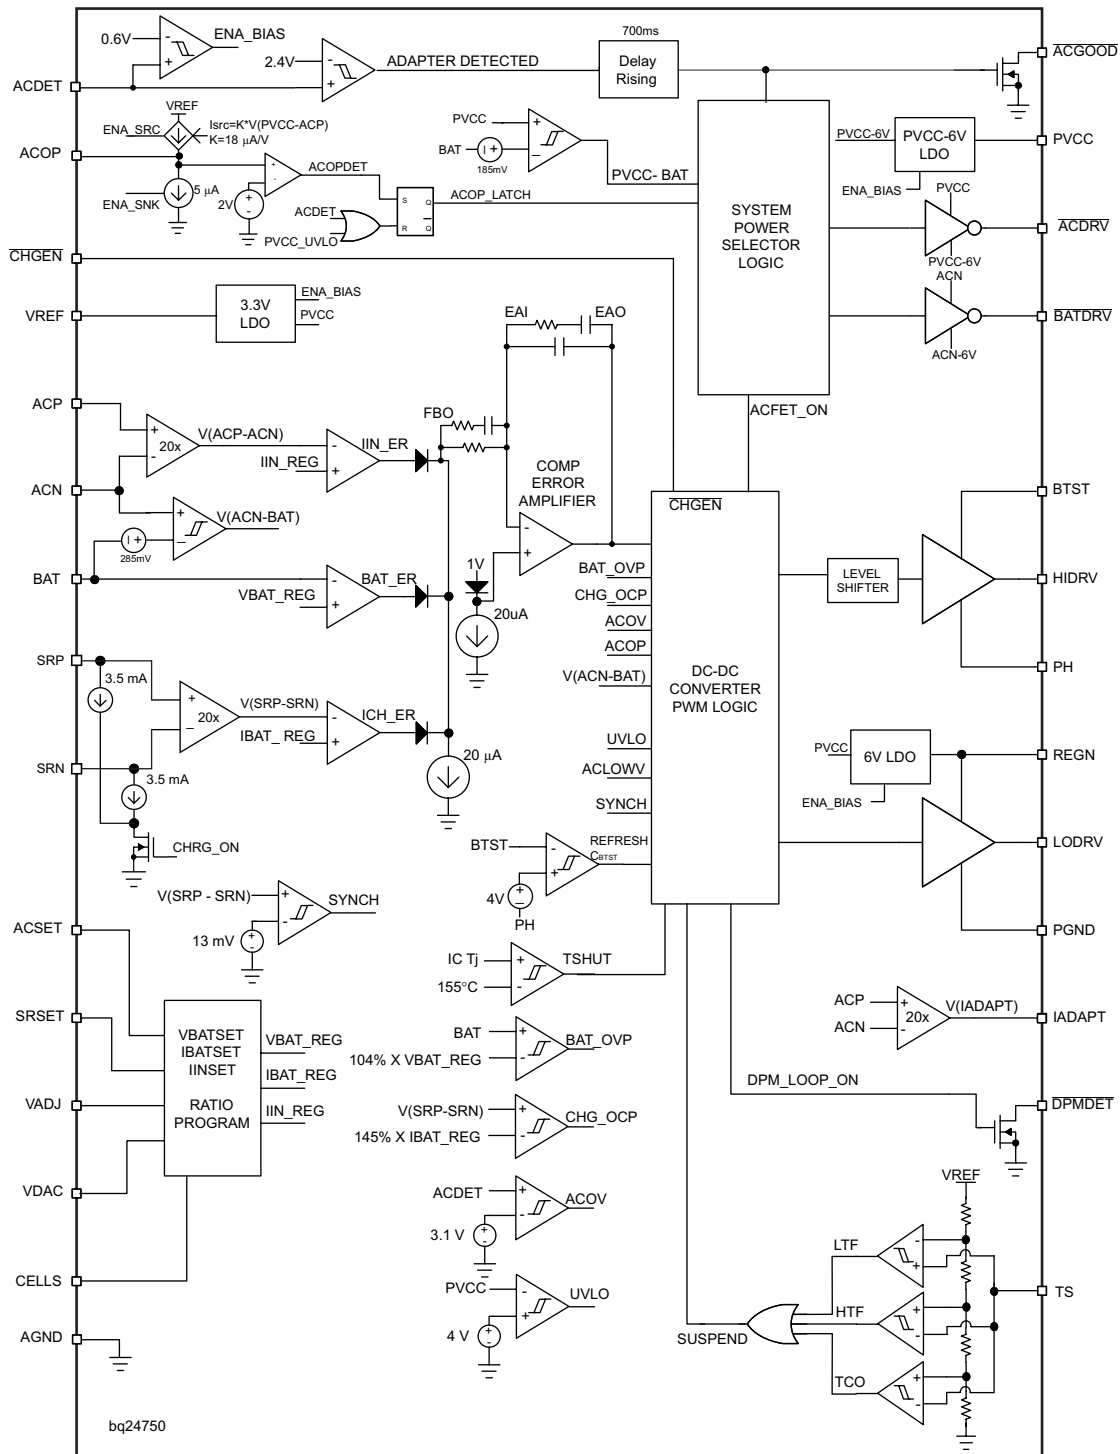 700ms
0.6V
ENA_BIAS
2.4V
ADAPTER DETECTED
Delay
Rising
ACGOOD
ACDET
VREF
ENA_SRC
Isrc=K*V(PVCC-ACP)
K=18 μA/V
ACOP
ACOPDET
5 μA
ENA_SNK
2V
ACDET
PVCC_UVLO
S
Q
R
Q
ACOP_LATCH
PVCC
BAT
185mV
PVCC- BAT
SYSTEM
POWER
SELECTOR
LOGIC
PVCC-6V
PVCC-6V
LDO
PVCC
ENA_BIAS
PVCC
ACDRV
PVCC-6V
ACN
BATDRV
ACN-6V
CHGEN
VREF
3.3V
LDO
ENA_BIAS
PVCC
EAI
EAO
ACFET_ON
ACP
20x
V(ACP-ACN)
IIN_REG
IIN_ER
FBO
COMP
ERROR
AMPLIFIER
ACN
V(ACN-BAT)
285mV
BAT
VBAT_REG
BAT_ER
1V
20uA
CHGEN
BAT_OVP
CHG_OCP
ACOV
ACOP
V(ACN-BAT)
UVLO
ACLOWV
SYNCH
DC-DC
CONVERTER
PWM LOGIC
LEVEL
SHIFTER
BTST
HIDRV
PH
SRP
3.5 mA
20x
V(SRP-SRN)
IBAT_ REG
ICH_ER
20 μA
SRN
3.5 mA
CHRG_ON
PVCC
6V LDO
REGN
ENA_BIAS
LODRV
PGND
BTST
REFRESH
CBTST
4V
PH
V(SRP - SRN)
SYNCH
13 mV
ACSET
IC Tj
155°C
TSHUT
SRSET
VBATSET
IBATSET
IINSET
RATIO
PROGRAM
VBAT_REG
IBAT_REG
IIN_REG
VADJ
VDAC
CELLS
AGND
BAT
104% X VBAT_REG
BAT_OVP
V(SRP-SRN)
145% X IBAT_REG
CHG_OCP
ACDET
3.1 V
ACOV
PVCC
4 V
UVLO
ACP
ACN
20x
V(IADAPT)
IADAPT
DPM_LOOP_ON
DPMDET
VREF
LTF
HTF
TCO
SUSPEND
TS
bq24750